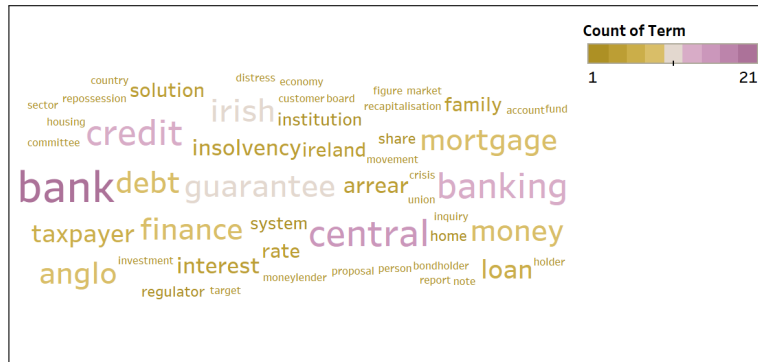 Count of Term
1 21
country distress economy
solution figure market
sector repossession irish customer board recapitalisation family account fund
housing institution
committee credit insolvency ireland share mortgage
movement
bank debt guarantee arrear crisis banking
union
taxpayer finance system central inquiry home money
rate
anglo investment interest moneylender proposal person bondholder loan holder
regulator target report note